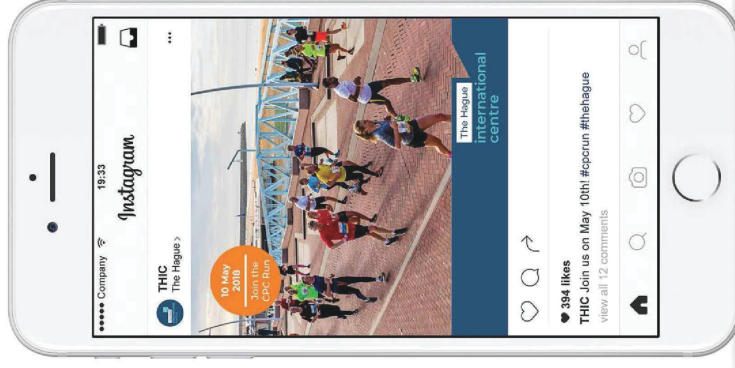 Company 19:33
Instagram
THIC
The Hague >
10 May
2018
Join the
CPC Run
The Hague
international
centre
394 likes
THIC Join us on May 10th! #cpcrun #thehague
view all 12 comments